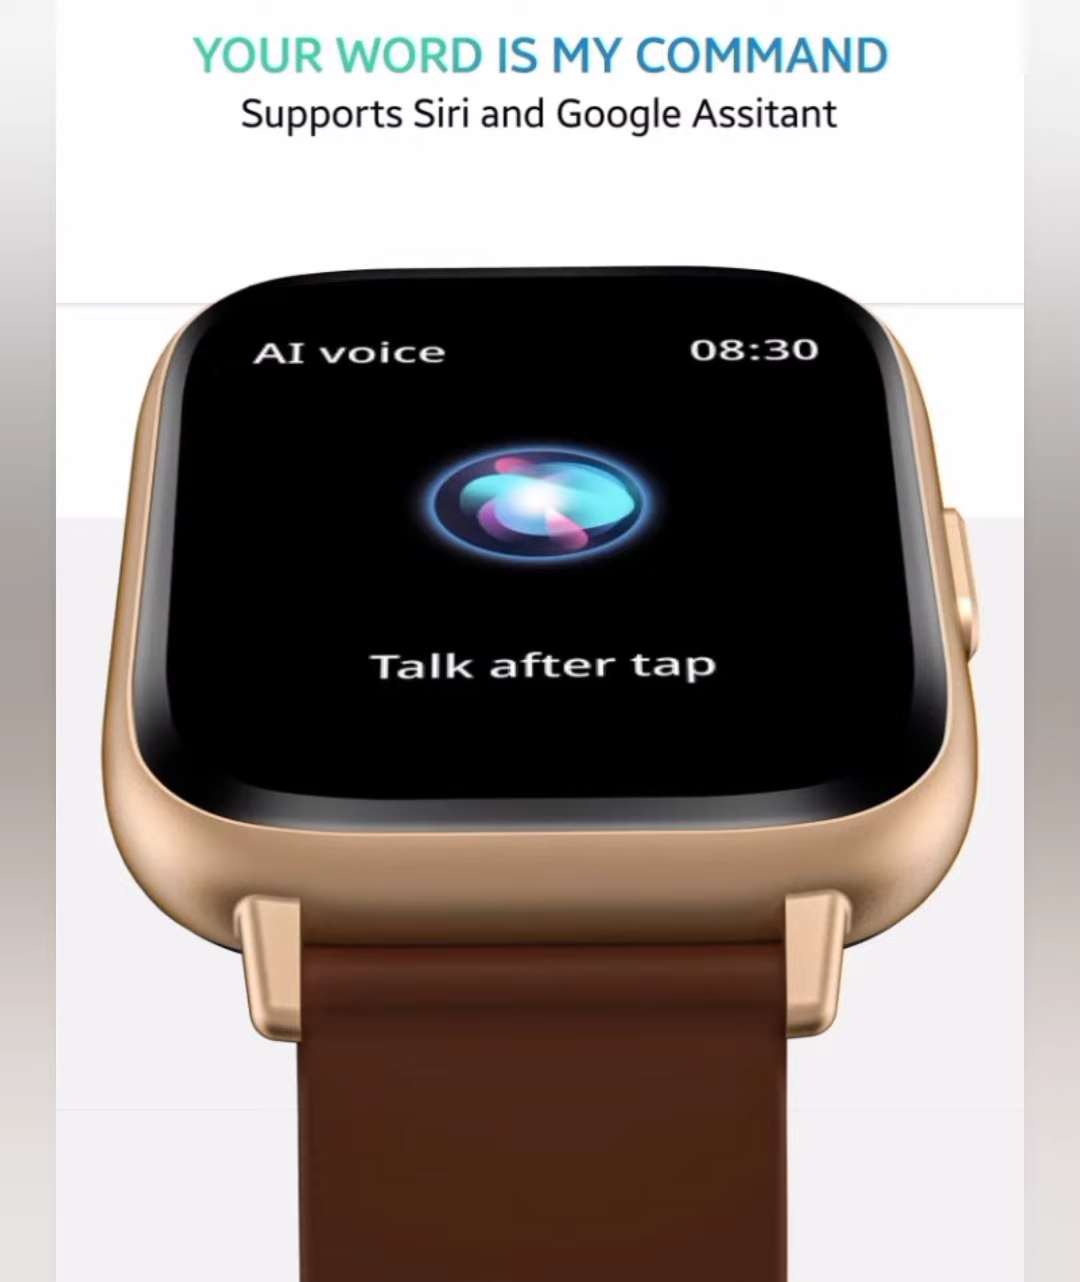 YOUR WORD IS MY COMMAND
Supports Siri and Google Assitant
AI voice 08:30
Talk after tap